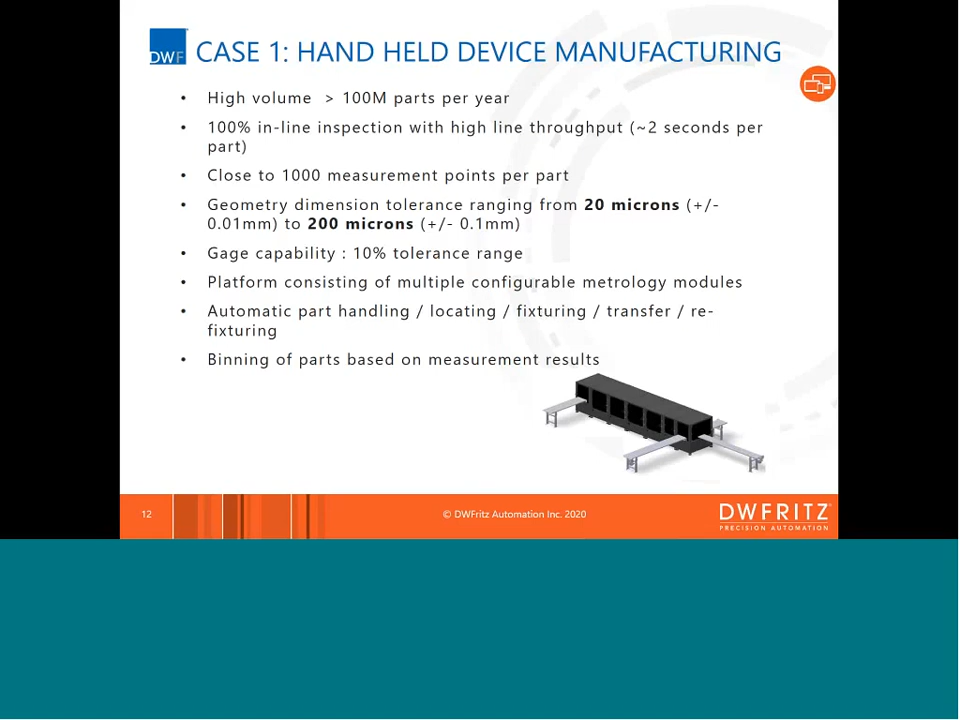 DWF
CASE 1: HAND HELD DEVICE MANUFACTURING
• High volume > 100M parts per year
• 100% in-line inspection with high line throughput (~2 seconds per
part)
• Close to 1000 measurement points per part
• Geometry dimension tolerance ranging from 20 microns (+/-
0.01mm) to 200 microns (+/- 0.1mm)
• Gage capability : 10% tolerance range
• Platform consisting of multiple configurable metrology modules
• Automatic part handling / locating / fixturing / transfer / re-
fixturing
• Binning of parts based on measurement results
12
© DWFritz Automation Inc. 2020
DWFRITZ®
PRECISION AUTOMATION